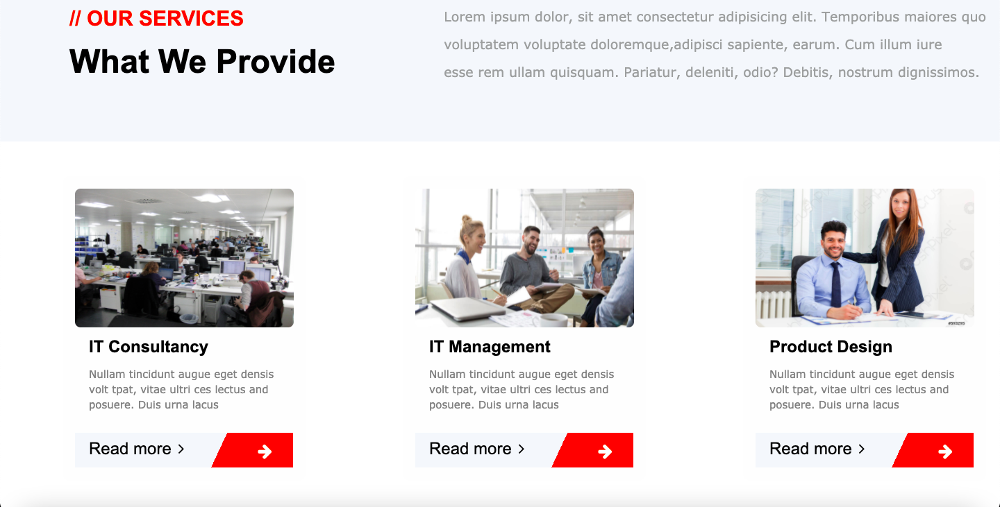 // OUR SERVICES
What We Provide
Lorem ipsum dolor, sit amet consectetur adipisicing elit. Temporibus maiores quo
voluptatem voluptate doloremque,adipisci sapiente, earum. Cum illum iure
esse rem ullam quisquam. Pariatur, deleniti, odio? Debitis, nostrum dignissimos.
#593295
IT Consultancy
Nullam tincidunt augue eget densis
volt tpat, vitae ultri ces lectus and
posuere. Duis urna lacus
Read more >
IT Management
Nullam tincidunt augue eget densis
volt tpat, vitae ultri ces lectus and
posuere. Duis urna lacus
Read more >
Product Design
Nullam tincidunt augue eget densis
volt tpat, vitae ultri ces lectus and
posuere. Duis urna lacus
Read more >